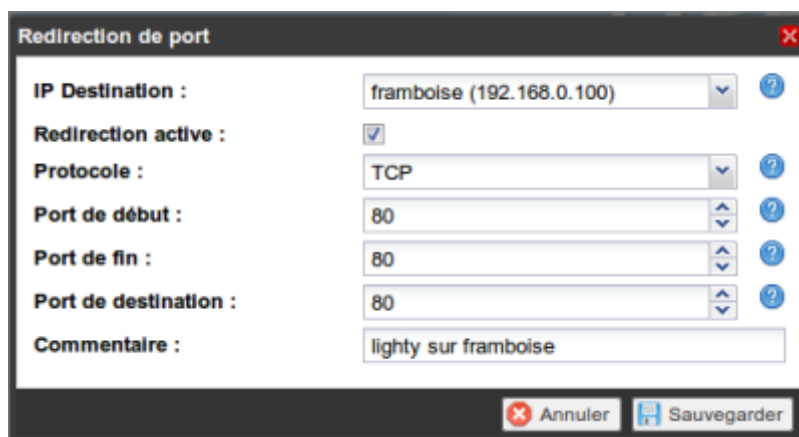 Redirection de port
IP Destination : framboise (192.168.0.100)
Redirection active :
Protocole : TCP
Port de début : 80
Port de fin : 80
Port de destination : 80
Commentaire : lighty sur framboise
Annuler Sauvegarder